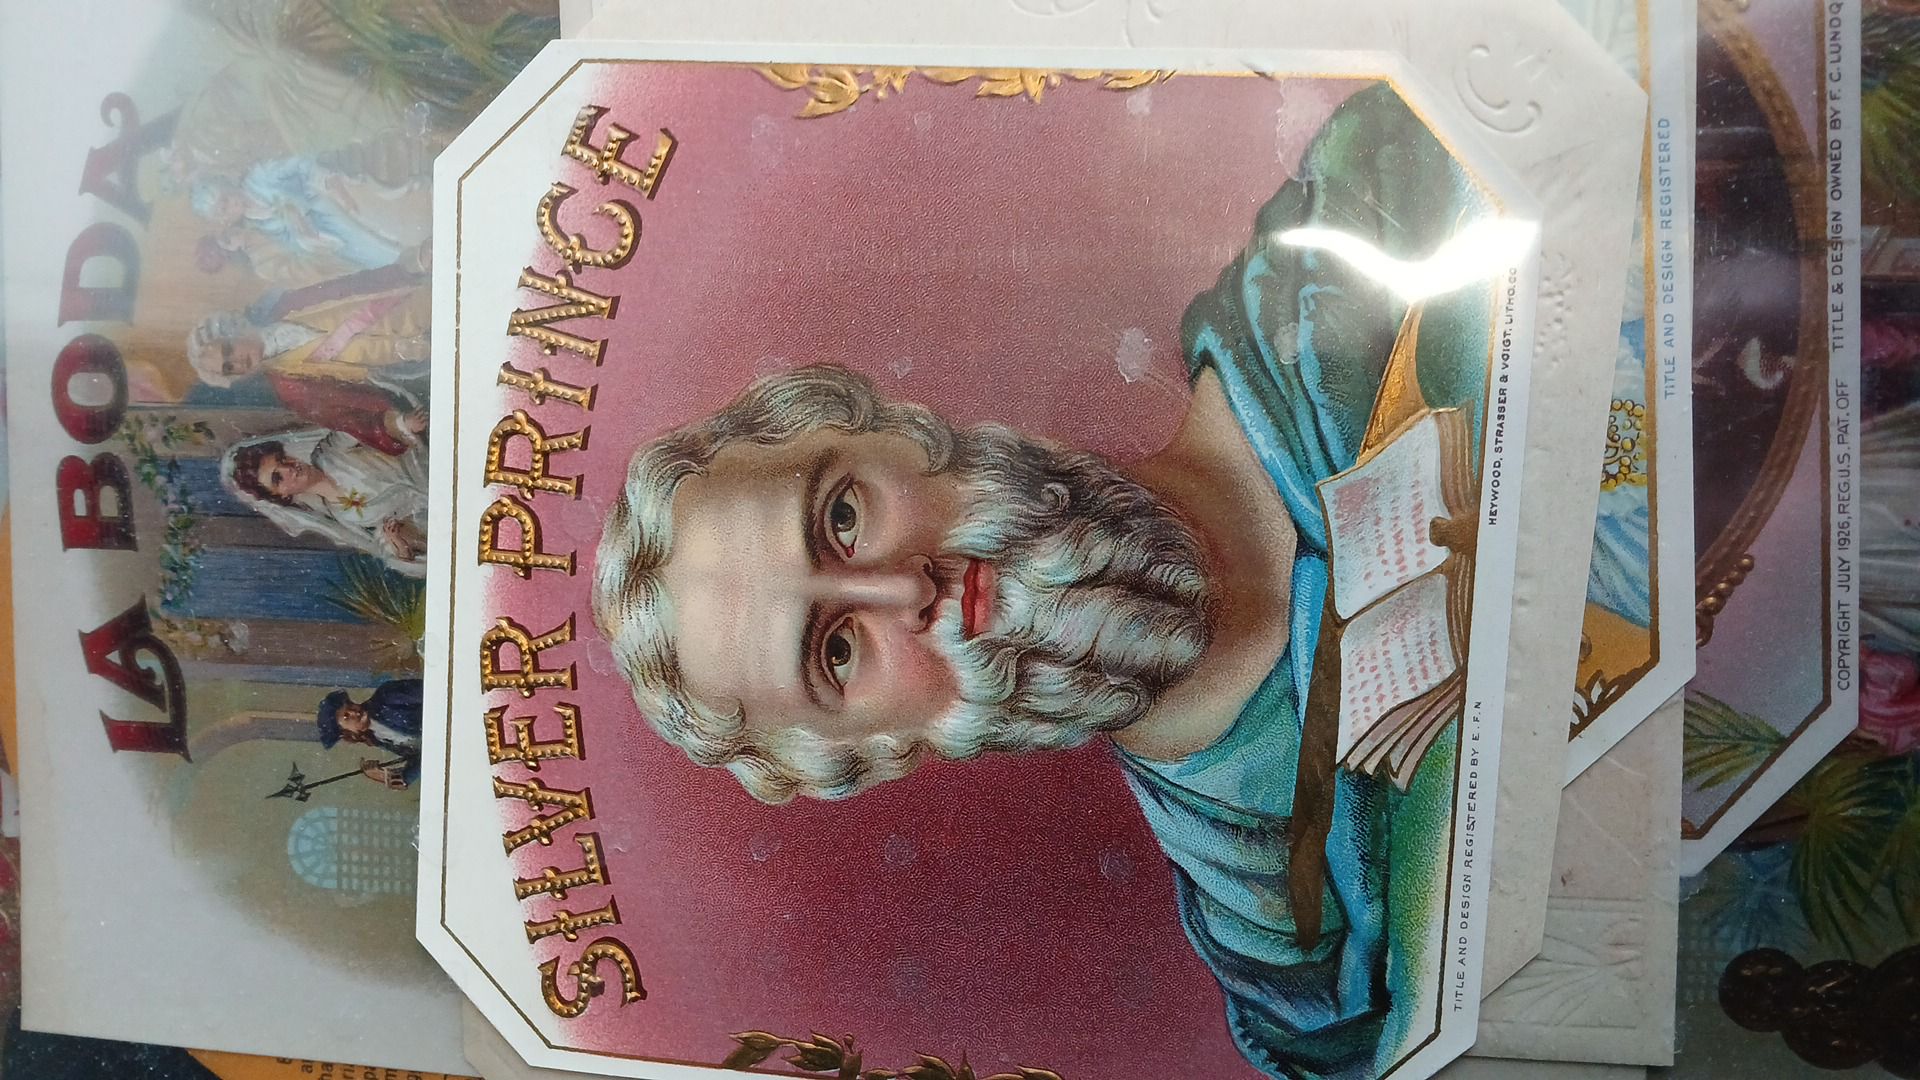 LA BODA
SILVER PRINCE
HEYWOOD, STRASSER & VOIGT, LITHO.CO
TITLE AND DESIGN REGISTERED BY E.F.N
TITLE AND DESIGN REGISTERED
COPYRIGHT JULY 1926, REG.U.S. PAT. OFF TITLE & DESIGN OWNED BY F. C. LUNDQ